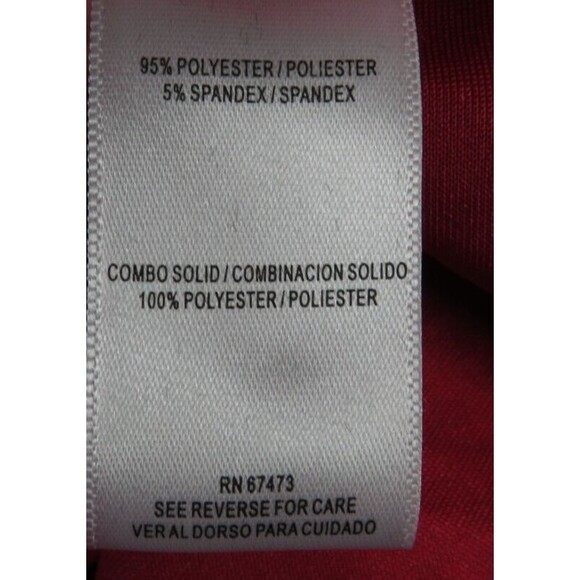 95% POLYESTER / POLIESTER
5% SPANDEX / SPANDEX
COMBO SOLID / COMBINACION SOLIDO
100% POLYESTER / POLIESTER
RN 67473
SEE REVERSE FOR CARE
VER AL DORSO PARA CUIDADO